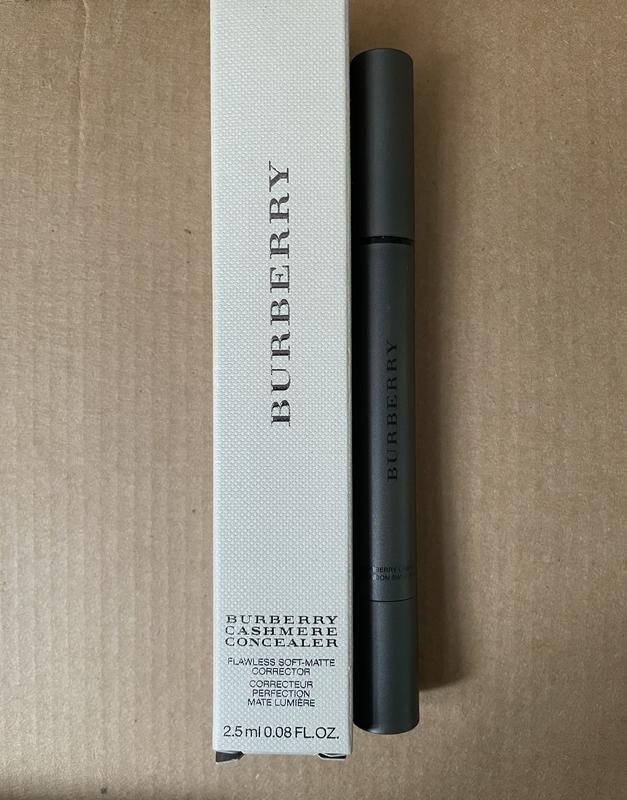 BURBERRY
BURBERRY
CASHMERE
CONCEALER
FLAWLESS SOFT-MATTE
CORRECTOR
CORRECTEUR
PERFECTION
MATE LUMIÈRE
2.5 ml 0.08 FL.OZ.
BURBERRY